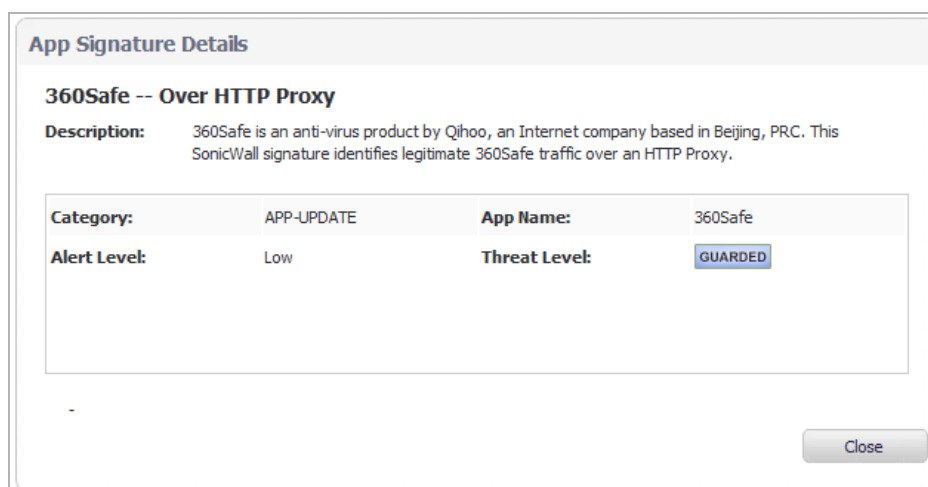 App Signature Details
360Safe -- Over HTTP Proxy
Description: 360Safe is an anti-virus product by Qihoo, an Internet company based in Beijing, PRC. This
SonicWall signature identifies legitimate 360Safe traffic over an HTTP Proxy.
Category: APP-UPDATE App Name: 360Safe
Alert Level: Low Threat Level: GUARDED
-
Close